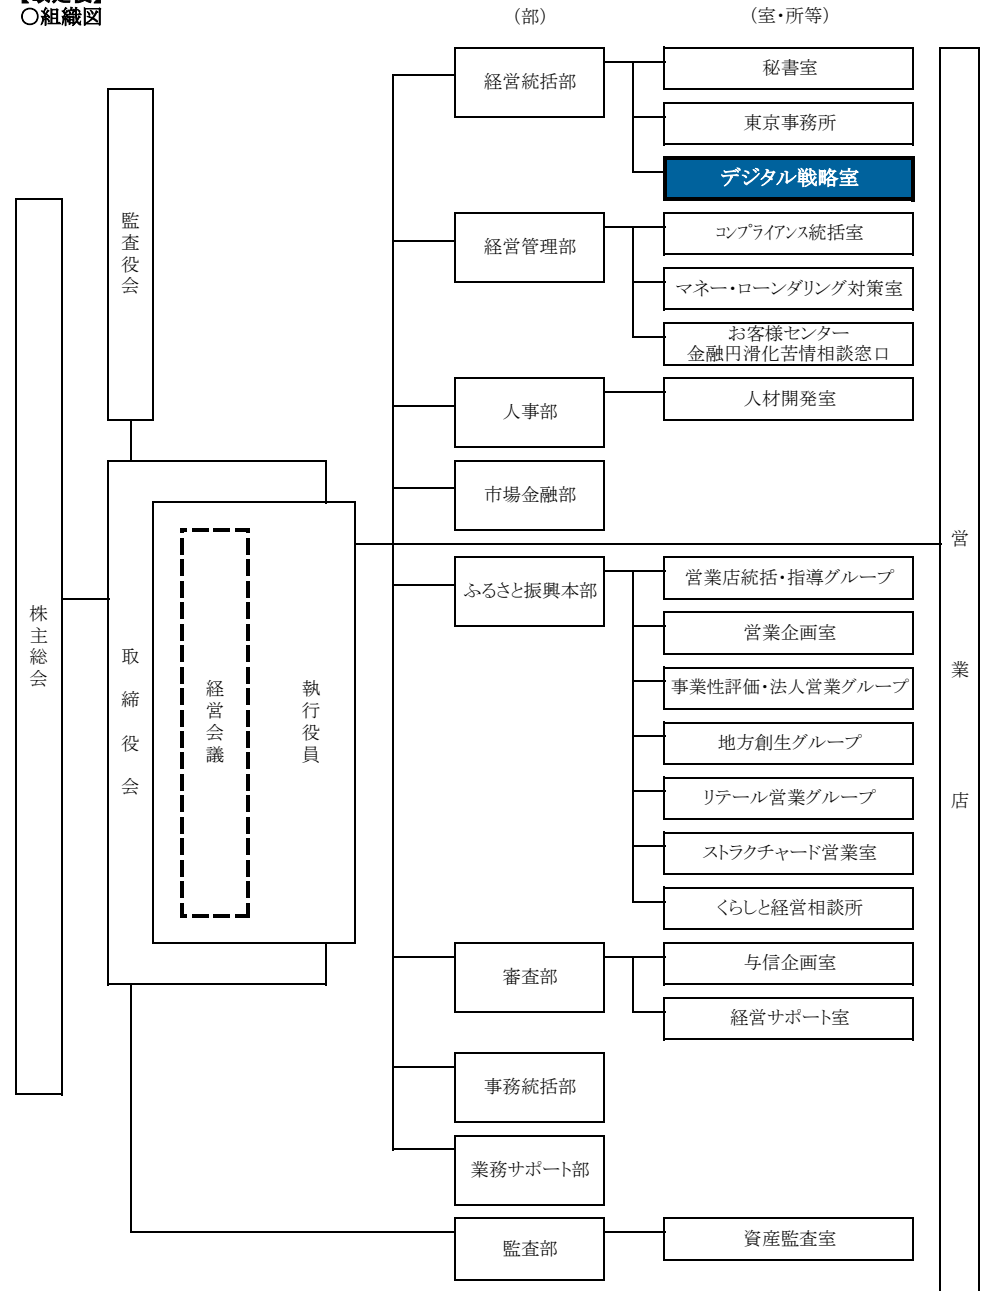 〇組織図
（部）
（室・所等）
経営統括部
秘書室
東京事務所
デジタル戦略室
経営管理部
コンプライアンス統括室
マネー・ローンダリング対策室
お客様センター
金融円滑化苦情相談窓口
人事部
人材開発室
市場金融部
ふるさと振興本部
営業店統括・指導グループ
営業企画室
事業性評価・法人営業グループ
地方創生グループ
リテール営業グループ
ストラクチャード営業室
くらしと経営相談所
審査部
与信企画室
経営サポート室
事務統括部
業務サポート部
監査部
資産監査室
株主総会
監査役会
取締役会
経営会議
執行役員
営業店